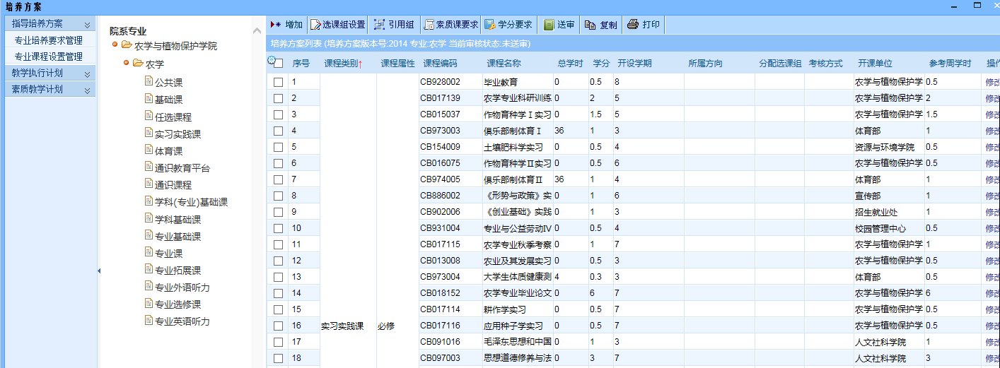 培养方案
指导培养方案
专业培养要求管理
专业课程设置管理
教学执行计划
素质教学计划
院系专业
农学与植物保护学院
农学
公共课
基础课
任选课程
实习实践课
体育课
通识教育平台
通识课程
学科(专业)基础课
学科基础课
专业基础课
专业课
专业拓展课
专业外语听力
专业选修课
专业英语听力
增加 选课组设置 引用组 素质课要求 学分要求 送审 复制 打印
培养方案列表 (培养方案版本号:2014 专业:农学 当前审核状态:未送审)
序号 课程类别↑ 课程属性 课程编码 课程名称 总学时 学分 开设学期 所属方向 分配选课组 考核方式 开课单位 参考周学时 操作
1 CB928002 毕业教育 0 0.5 8 农学与植物保护学 0.5 修改
2 CB017139 农学专业科研训练 0 2 5 农学与植物保护学 2 修改
3 CB015037 作物育种学Ⅰ实习 0 1.5 5 农学与植物保护学 1.5 修改
4 CB973003 俱乐部制体育Ⅰ 36 1 3 体育部 1 修改
5 CB154009 土壤肥料学实习 0 0.5 4 资源与环境学院 0.5 修改
6 CB016075 作物育种学Ⅱ实习 0 0.5 6 农学与植物保护学 0.5 修改
7 CB974005 俱乐部制体育Ⅱ 36 1 4 体育部 1 修改
8 CB886002 《形势与政策》实 0 1 6 宣传部 1 修改
9 CB902006 《创业基础》实践 0 1 3 招生就业处 1 修改
10 CB931004 专业与公益劳动Ⅳ 0 0.5 4 校园管理中心 0.5 修改
11 CB017115 农学专业秋季考察 0 1 7 农学与植物保护学 1 修改
12 CB013008 农业及其发展实习 0 0.5 3 农学与植物保护学 0.5 修改
13 CB973004 大学生体质健康测 4 0.3 3 体育部 0.5 修改
14 CB018152 农学专业毕业论文 0 6 7 农学与植物保护学 6 修改
15 CB017114 耕作学实习 0 0.5 7 农学与植物保护学 0.5 修改
16 实习实践课 必修 CB017116 应用种子学实习 0 0.5 7 农学与植物保护学 0.5 修改
17 CB091016 毛泽东思想和中国 0 1 3 人文社科学院 1 修改
18 CB097003 思想道德修养与法 0 3 7 人文社科学院 3 修改